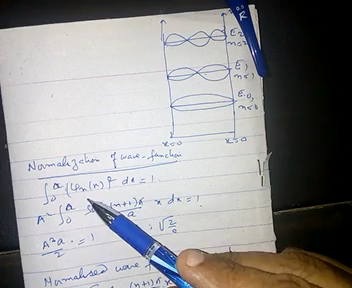 E2
n=2
E1
n=1
E0,
n=0
x=0 x=0
Normalization of wave-function
∫₀ᵃ |ψn(x)|² dx = 1
A² ∫₀ᵃ (n+1)π/a x dx = 1.
A²a/2 = 1 √2/a
Normalised wave
(n+1)π